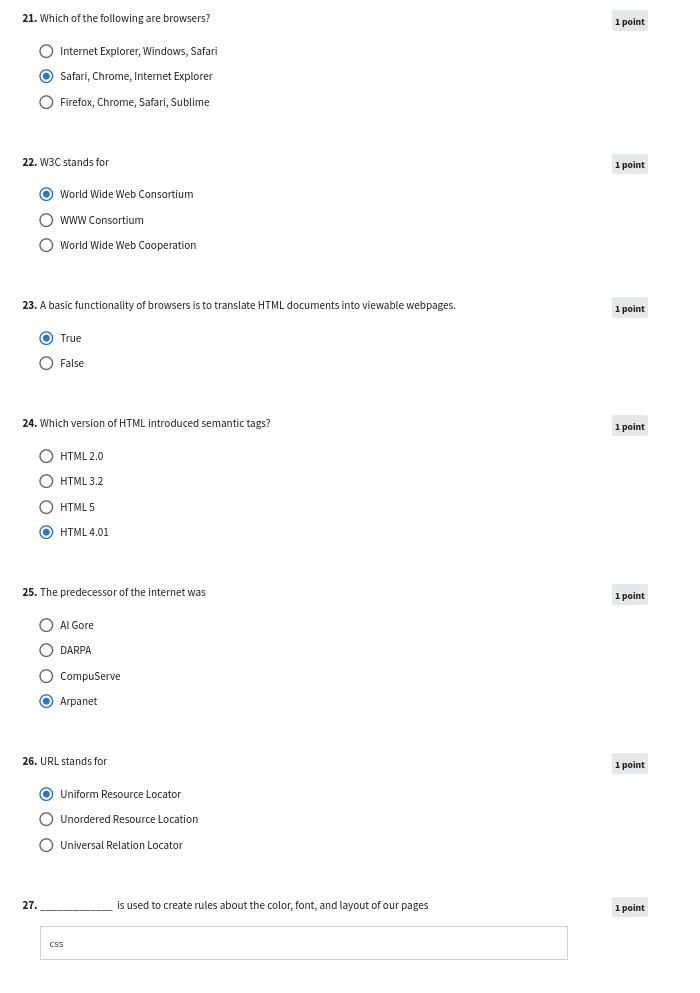 21. Which of the following are browsers?
1 point
Internet Explorer, Windows, Safari
Safari, Chrome, Internet Explorer
Firefox, Chrome, Safari, Sublime
22. W3C stands for
1 point
World Wide Web Consortium
WWW Consortium
World Wide Web Cooperation
23. A basic functionality of browsers is to translate HTML documents into viewable webpages.
1 point
True
False
24. Which version of HTML introduced semantic tags?
1 point
HTML 2.0
HTML 3.2
HTML 5
HTML 4.01
25. The predecessor of the internet was
1 point
Al Gore
DARPA
CompuServe
Arpanet
26. URL stands for
1 point
Uniform Resource Locator
Unordered Resource Location
Universal Relation Locator
27. _____________ is used to create rules about the color, font, and layout of our pages
1 point
css